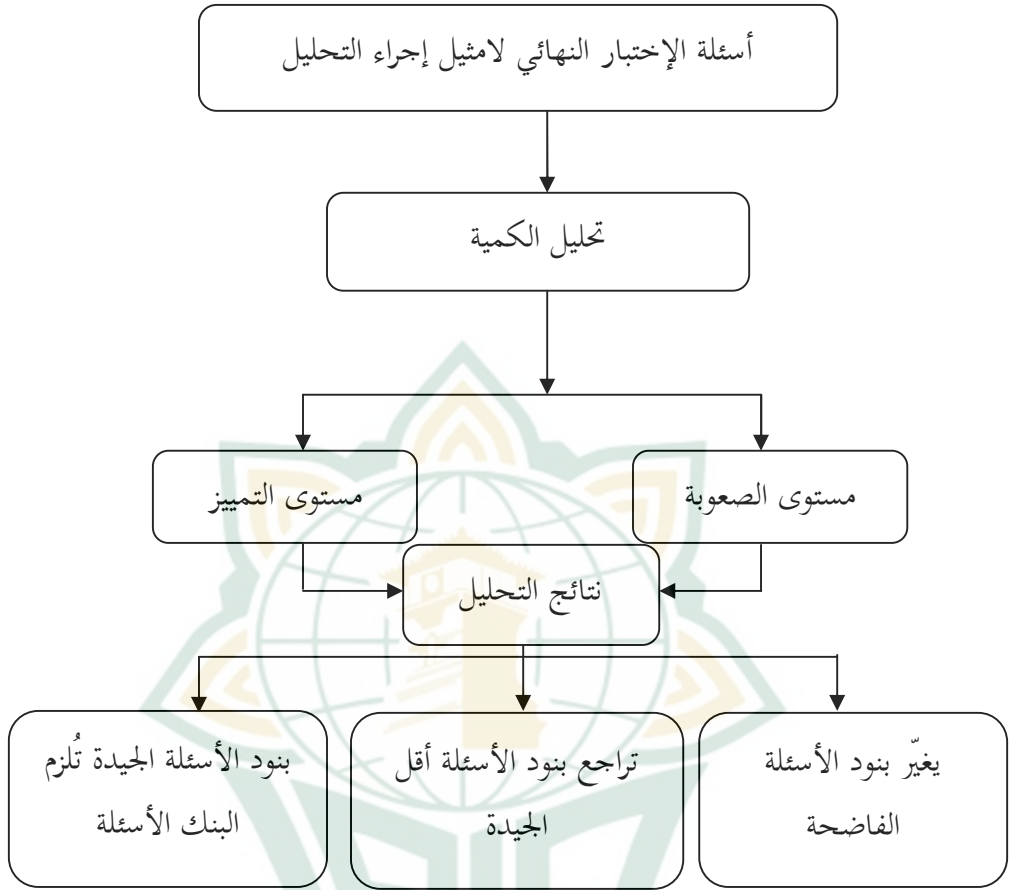 أسئلة الإختبار النهائي لامثيل إجراء التحليل
تحليل الكمية
مستوى الصعوبة
مستوى التمييز
نتائج التحليل
يغيّر بنود الأسئلة
الفاضحة
تراجع بنود الأسئلة أقل
الجيدة
بنود الأسئلة الجيدة تُلزم
البنك الأسئلة